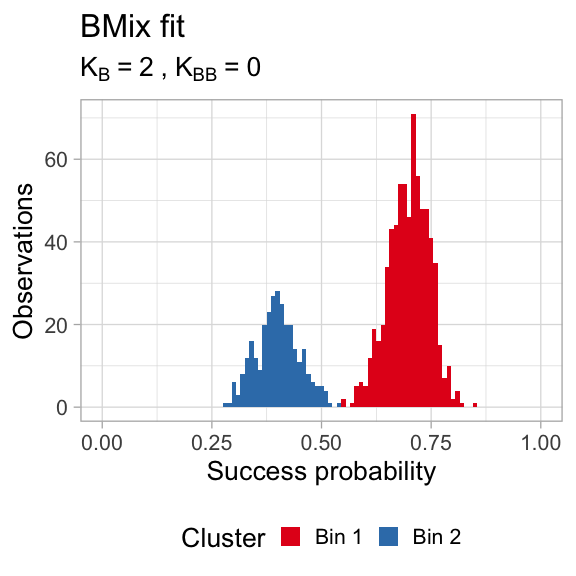 BMix fit
K_B = 2 , K_BB = 0
Observations
60
40
20
0
0.00 0.25 0.50 0.75 1.00
Success probability
Cluster Bin 1 Bin 2